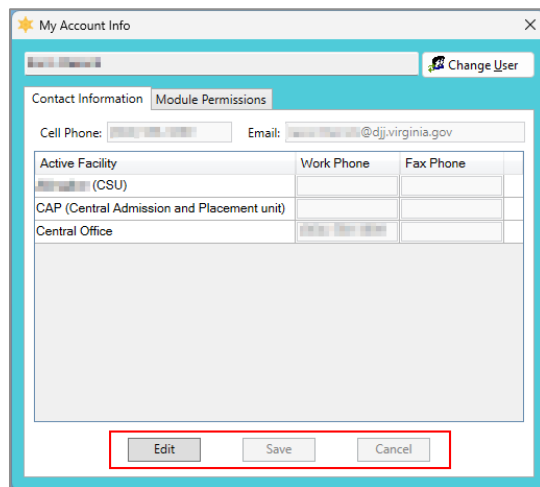 My Account Info
Change User
Contact Information Module Permissions
Cell Phone: Email: @djj.virginia.gov
Active Facility Work Phone Fax Phone
(CSU)
CAP (Central Admission and Placement unit)
Central Office
Edit Save Cancel